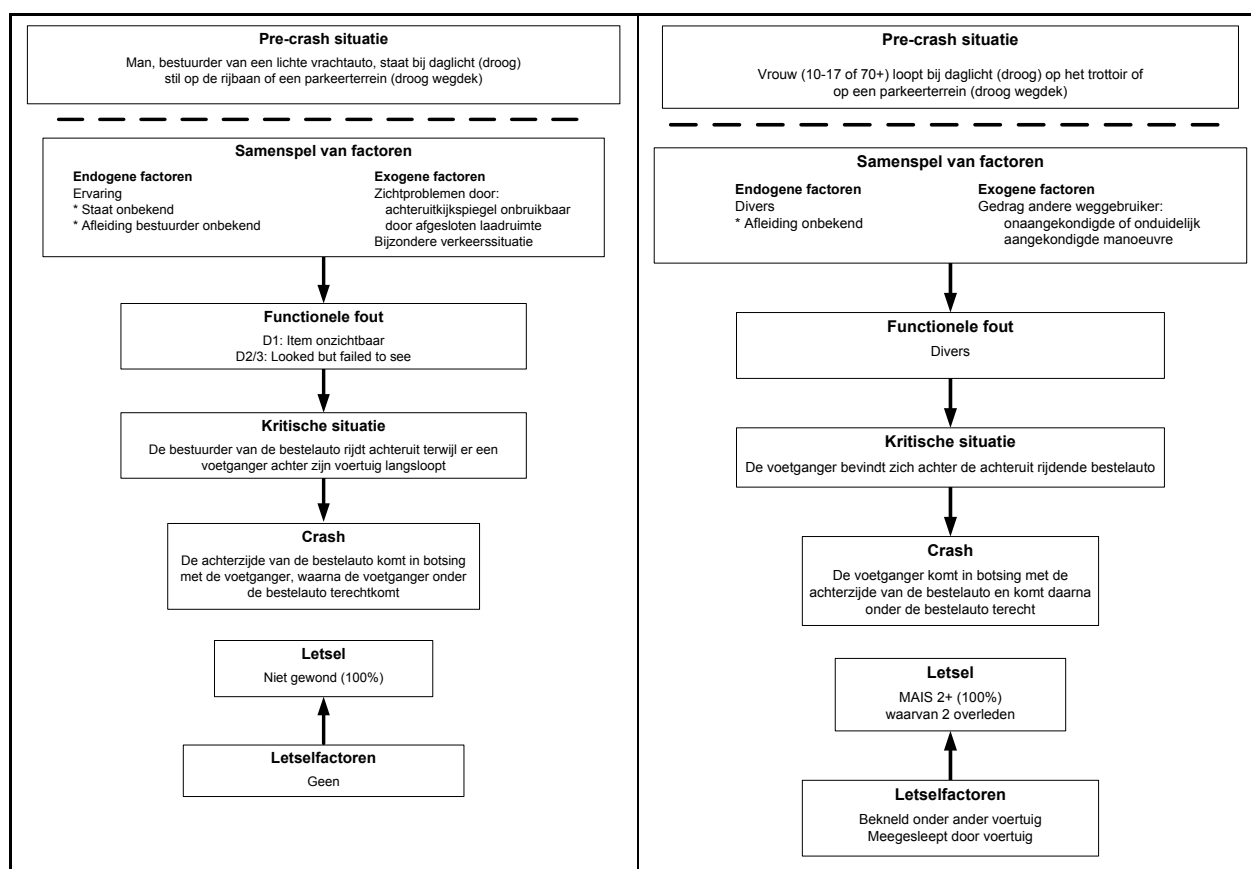 Pre-crash situatie
Man, bestuurder van een lichte vrachtauto, staat bij daglicht (droog)
stil op de rijbaan of een parkeerterrein (droog wegdek)
Samenspel van factoren
Endogene factoren
Ervaring
* Staat onbekend
* Afleiding bestuurder onbekend
Exogene factoren
Zichtproblemen door:
achteruitkijkspiegel onbruikbaar
door afgesloten laadruimte
Bijzondere verkeerssituatie
Functionele fout
D1: Item onzichtbaar
D2/3: Looked but failed to see
Kritische situatie
De bestuurder van de bestelauto rijdt achteruit terwijl er een
voetganger achter zijn voertuig langsloopt
Crash
De achterzijde van de bestelauto komt in botsing
met de voetganger, waarna de voetganger onder
de bestelauto terechtkomt
Letsel
Niet gewond (100%)
Letselfactoren
Geen
Pre-crash situatie
Vrouw (10-17 of 70+) loopt bij daglicht (droog) op het trottoir of
op een parkeerterrein (droog wegdek)
Samenspel van factoren
Endogene factoren
Divers
* Afleiding onbekend
Exogene factoren
Gedrag andere weggebruiker:
onaangekondigde of onduidelijk
aangekondigde manoeuvre
Functionele fout
Divers
Kritische situatie
De voetganger bevindt zich achter de achteruit rijdende bestelauto
Crash
De voetganger komt in botsing met de
achterzijde van de bestelauto en komt daarna
onder de bestelauto terecht
Letsel
MAIS 2+ (100%)
waarvan 2 overleden
Letselfactoren
Bekneld onder ander voertuig
Meegesleept door voertuig